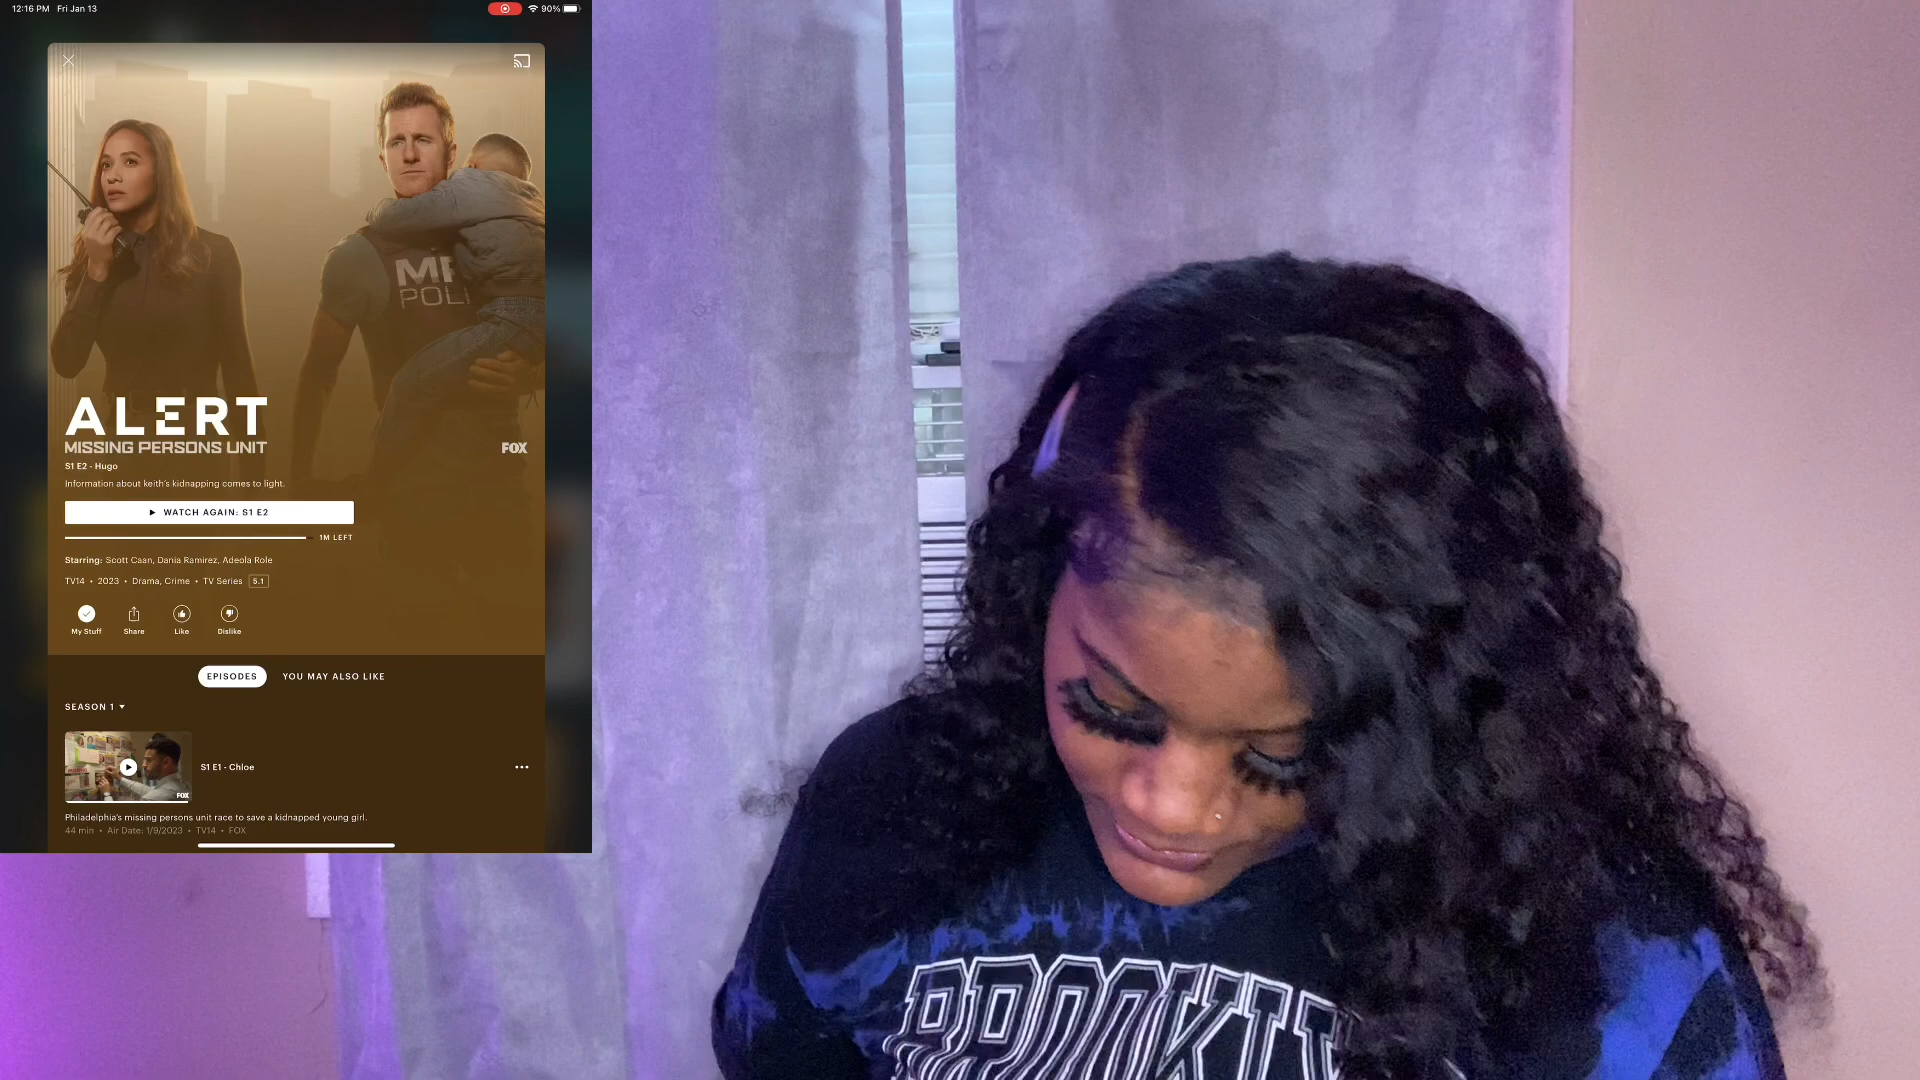 12:16 PM Fri Jan 13
90%
MP
POLI
ALERT
MISSING PERSONS UNIT
FOX
S1 E2 - Hugo
Information about keith's kidnapping comes to light.
WATCH AGAIN: S1 E2
1M LEFT
Starring: Scott Caan, Dania Ramirez, Adeola Role
TV14 • 2023 • Drama, Crime • TV Series 5.1
My Stuff Share Like Dislike
EPISODES YOU MAY ALSO LIKE
SEASON 1
S1 E1 - Chloe
FOX
Philadelphia's missing persons unit race to save a kidnapped young girl.
44 min • Air Date: 1/9/2023 • TV14 • FOX
BROOKLY